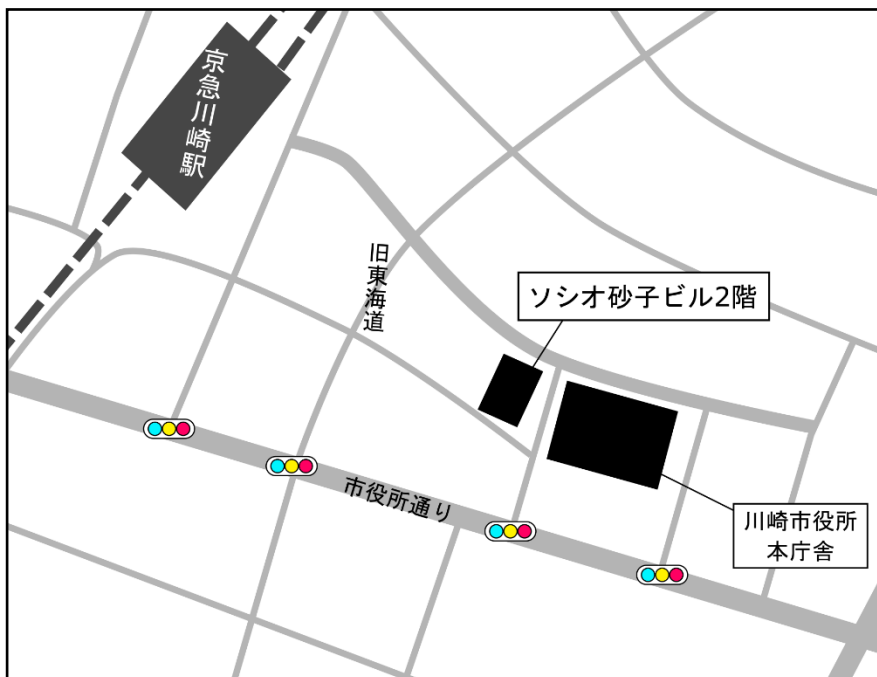 京急川崎駅
旧東海道
ソシオ砂子ビル2階
市役所通り
川崎市役所
本庁舎